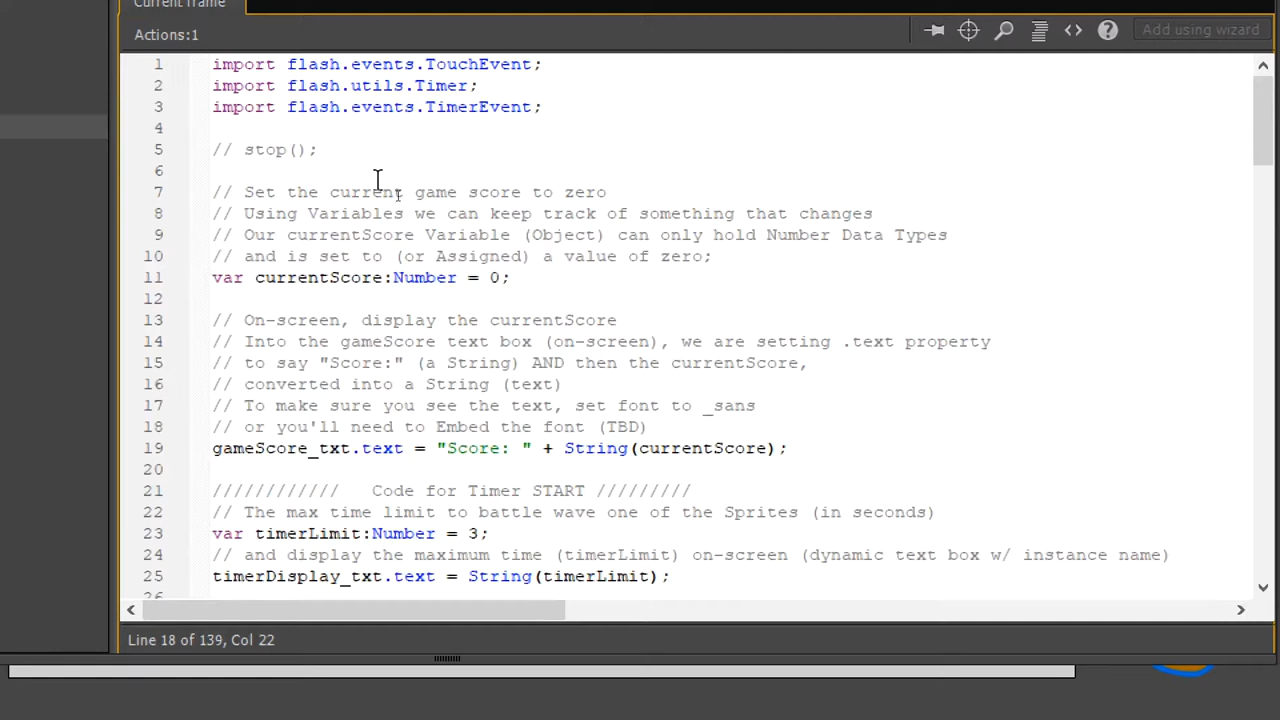 Current frame
Actions:1
Add using wizard
1 import flash.events.TouchEvent;
2 import flash.utils.Timer;
3 import flash.events.TimerEvent;
4
5 // stop();
6
7 // Set the current game score to zero
8 // Using Variables we can keep track of something that changes
9 // Our currentScore Variable (Object) can only hold Number Data Types
10 // and is set to (or Assigned) a value of zero;
11 var currentScore:Number = 0;
12
13 // On-screen, display the currentScore
14 // Into the gameScore text box (on-screen), we are setting .text property
15 // to say "Score:" (a String) AND then the currentScore,
16 // converted into a String (text)
17 // To make sure you see the text, set font to _sans
18 // or you'll need to Embed the font (TBD)
19 gameScore_txt.text = "Score: " + String(currentScore);
20
21 //////////// Code for Timer START /////////
22 // The max time limit to battle wave one of the Sprites (in seconds)
23 var timerLimit:Number = 3;
24 // and display the maximum time (timerLimit) on-screen (dynamic text box w/ instance name)
25 timerDisplay_txt.text = String(timerLimit);
26
Line 18 of 139, Col 22